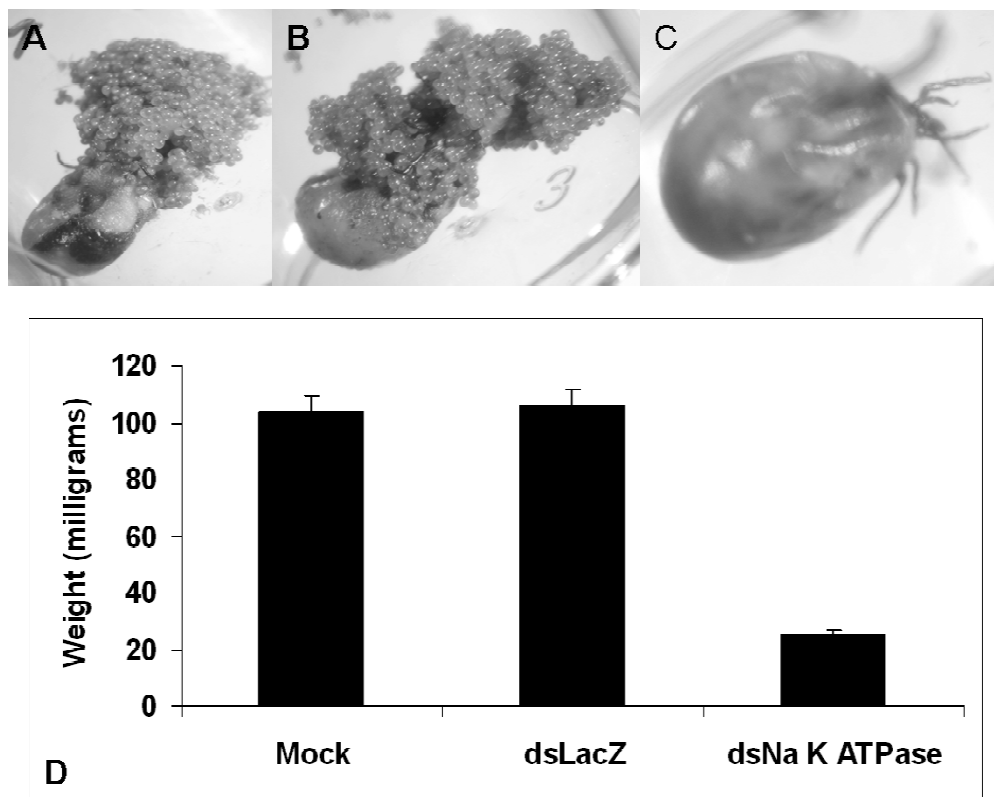 A
B
C
3
120
100
80
60
40
20
0
Weight (milligrams)
Mock
dsLacZ
dsNa K ATPase
D